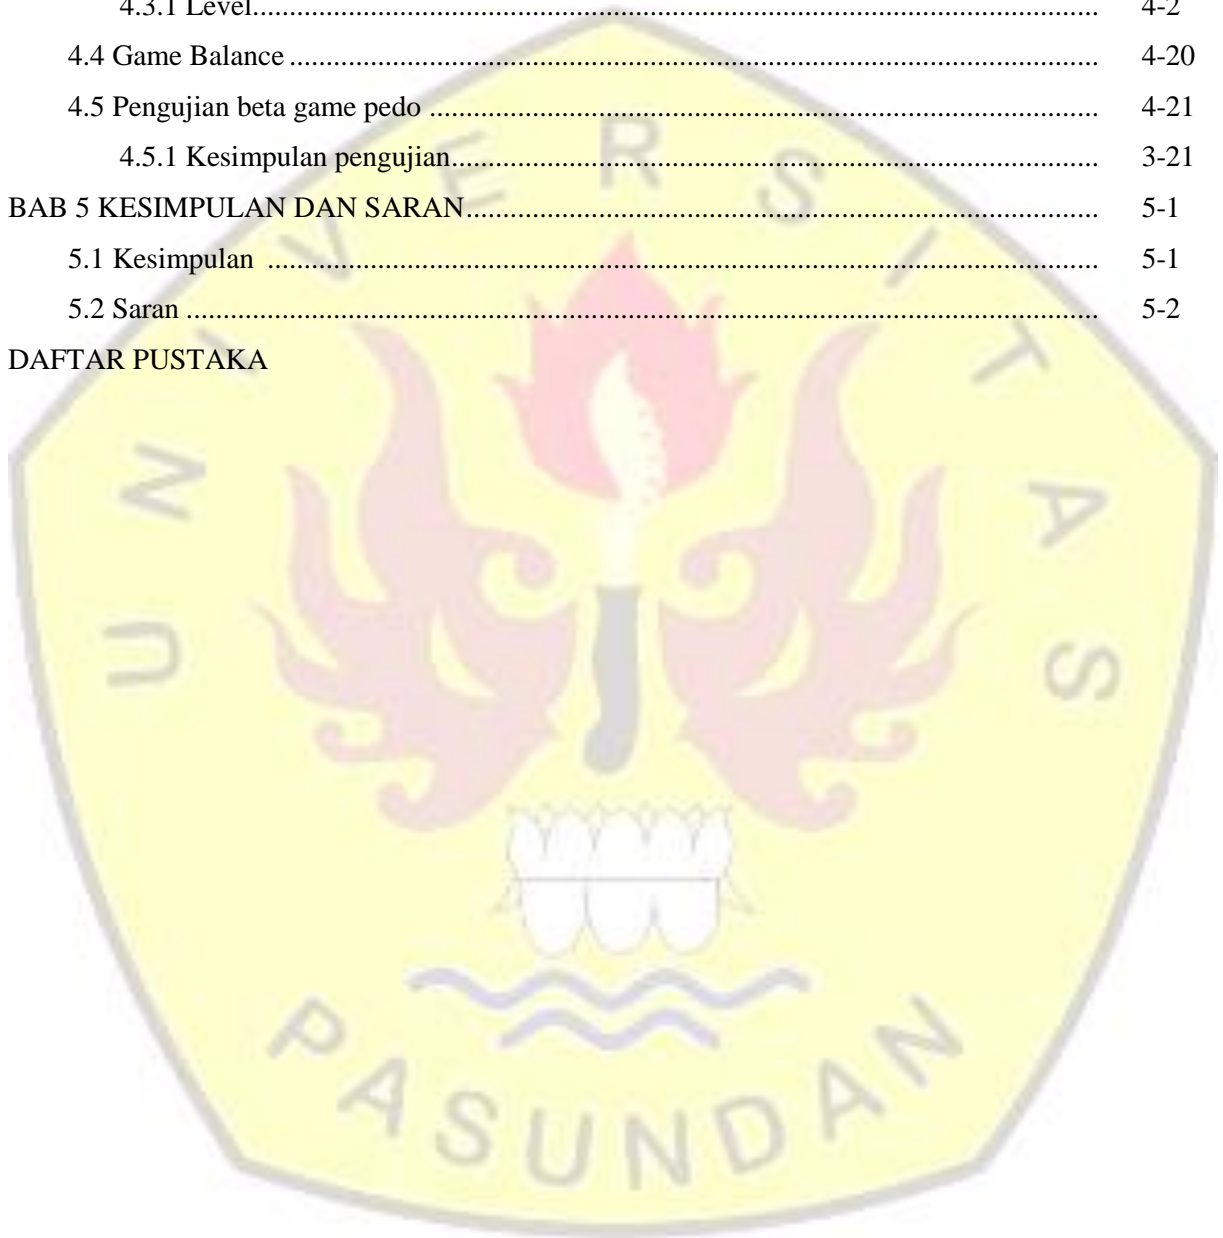 4.3.1 Level.................................................................................................................. 4-2
4.4 Game Balance ............................................................................................................. 4-20
4.5 Pengujian beta game pedo .......................................................................................... 4-21
4.5.1 Kesimpulan pengujian....................................................................................... 3-21
BAB 5 KESIMPULAN DAN SARAN..................................................................................... 5-1
5.1 Kesimpulan ................................................................................................................ 5-1
5.2 Saran ........................................................................................................................... 5-2
DAFTAR PUSTAKA
UNIVERSITAS
PASUNDAN